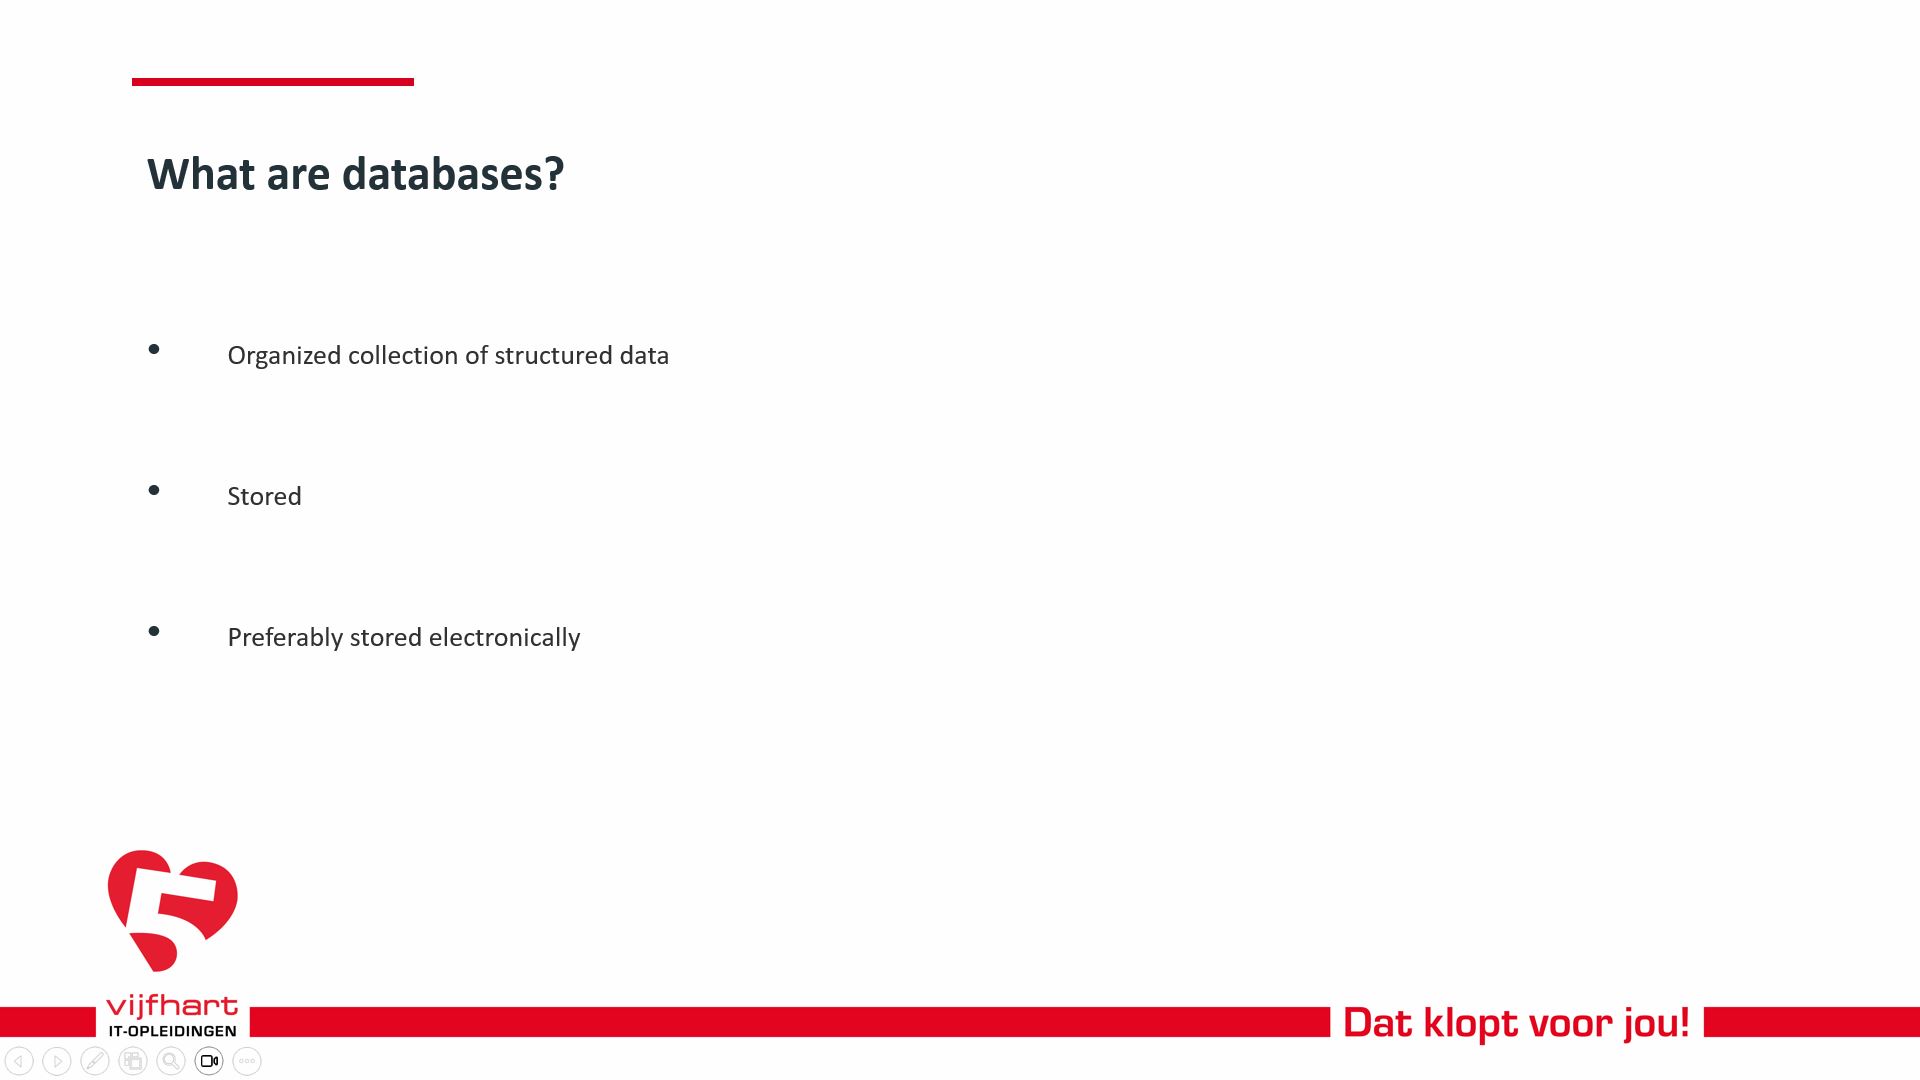 What are databases?
• Organized collection of structured data
• Stored
• Preferably stored electronically
5
vijfhart
IT-OPLEIDINGEN
Dat klopt voor jou!